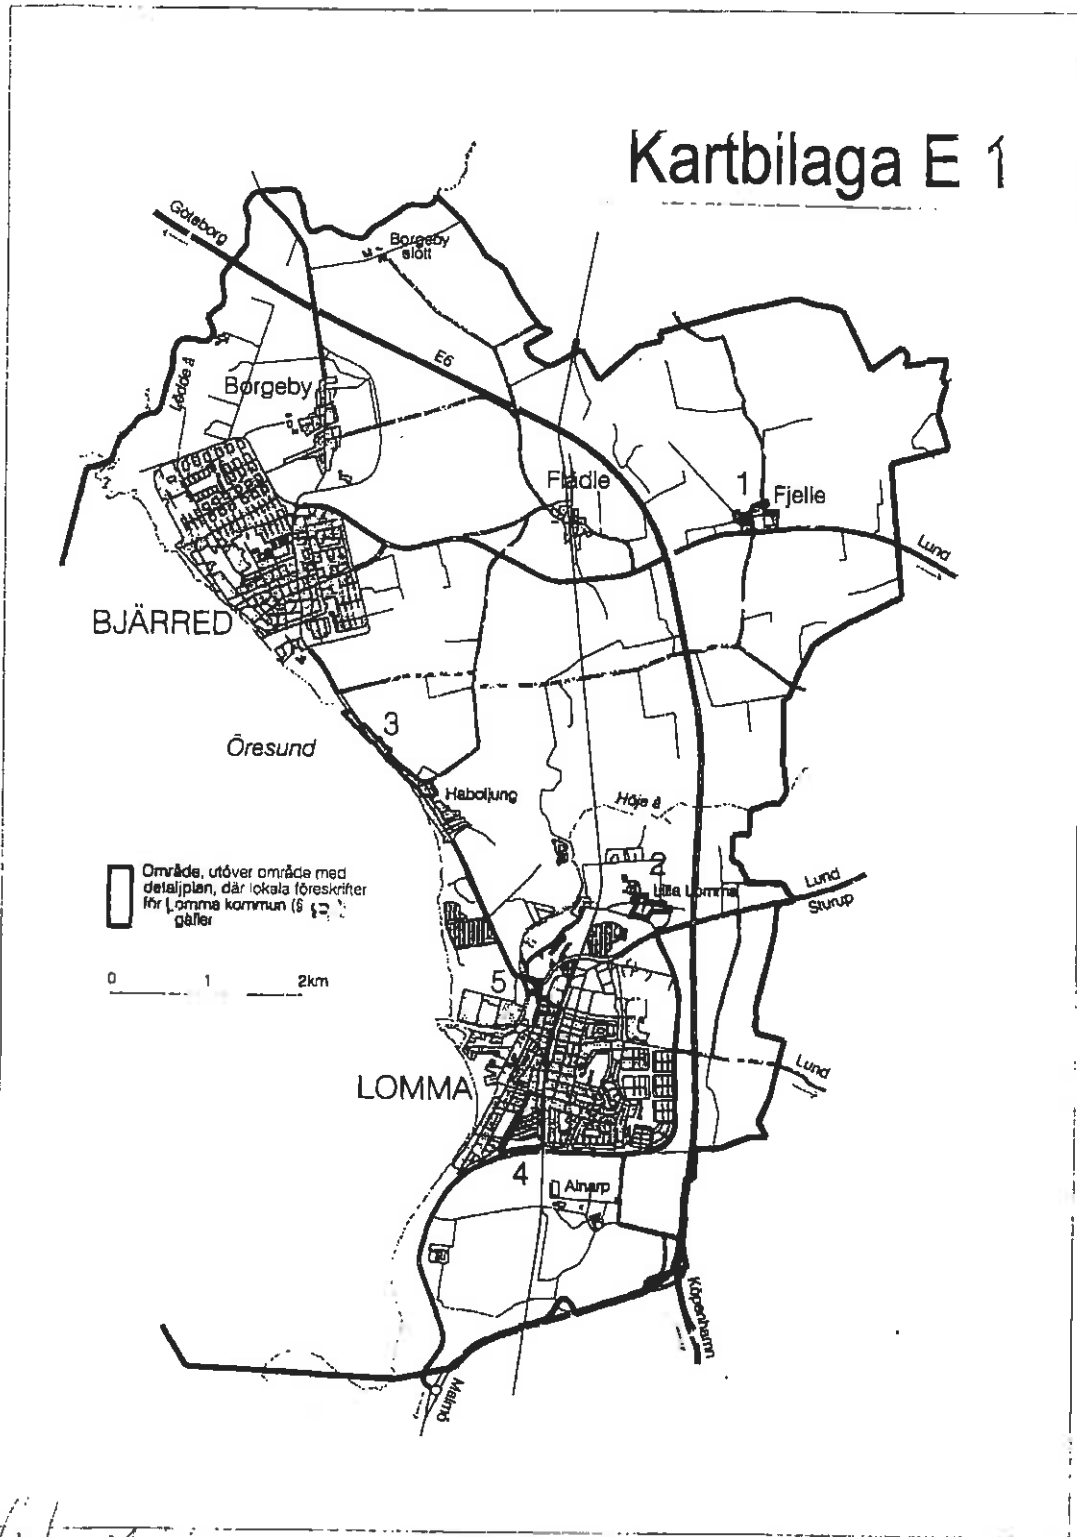 Kartbilaga E 1
Göteborg
Borgeby
slott
E6
Lödde å
Borgeby
Flädie
1
Fjelie
Lund
BJÄRRED
3
Öresund
Haboljung
Höje å
2
Lilla Lomma
Lund
Sturup
Område, utöver område med
detaljplan, där lokala föreskrifter
för Lomma kommun (§
gäller
0 1 2km
5
LOMMA
Lund
4
Alnarp
Köpenhamn
Malmö